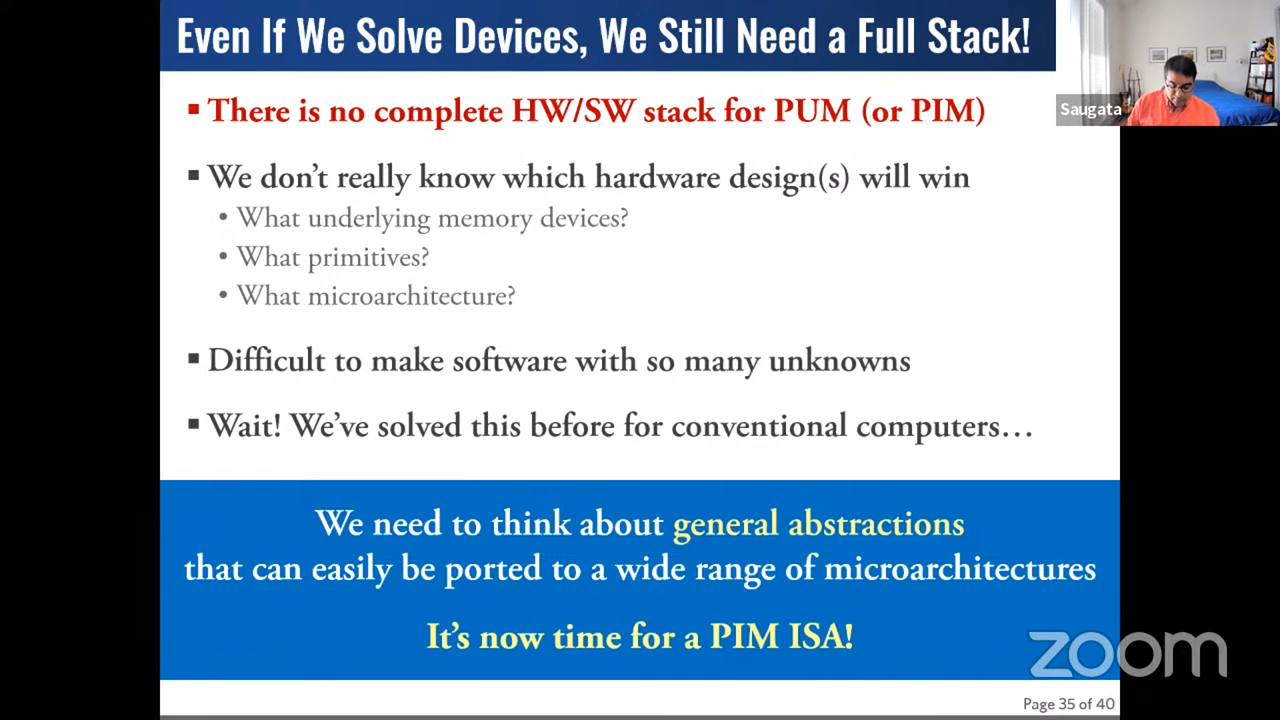 Even If We Solve Devices, We Still Need a Full Stack!
Saugata
▪ There is no complete HW/SW stack for PUM (or PIM)
▪ We don't really know which hardware design(s) will win
• What underlying memory devices?
• What primitives?
• What microarchitecture?
▪ Difficult to make software with so many unknowns
▪ Wait! We've solved this before for conventional computers…
We need to think about general abstractions
that can easily be ported to a wide range of microarchitectures
It's now time for a PIM ISA!
zoom
Page 35 of 40